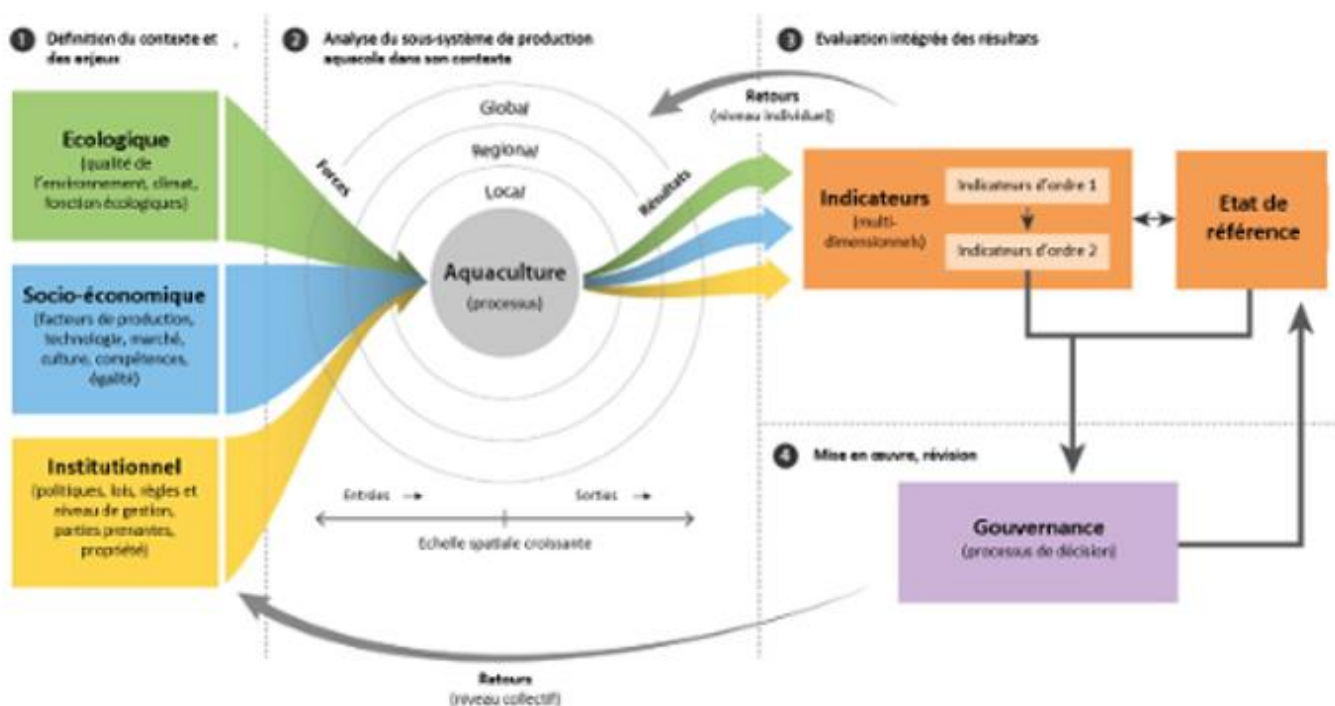 1 Définition du contexte et
des enjeux
2 Analyse du sous-système de production
aquacole dans son contexte
3 Evaluation intégrée des résultats
Ecologique
(qualité de
l'environnement, climat,
fonction écologiques)
Socio-économique
(facteurs de production,
technologie, marché,
culture, compétences,
égalité)
Institutionnel
(politiques, lois, règles et
niveau de gestion,
parties prenantes,
propriété)
Forces
Global
Regional
Local
Aquaculture
(processus)
Résultats
Entrées
Sorties
Echelle spatiale croissante
Retours
(niveau individuel)
Indicateurs
(multi-
dimensionnels)
Indicateurs d'ordre 1
Indicateurs d'ordre 2
Etat de
référence
4 Mise en œuvre, révision
Gouvernance
(processus de décision)
Retours
(niveau collectif)